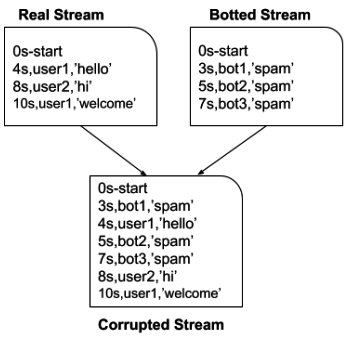 Real Stream
0s-start
4s,user1,’hello’
8s,user2,’hi’
10s,user1,’welcome’
Botted Stream
0s-start
3s,bot1,’spam’
5s,bot2,’spam’
7s,bot3,’spam’
0s-start
3s,bot1,’spam’
4s,user1,’hello’
5s,bot2,’spam’
7s,bot3,’spam’
8s,user2,’hi’
10s,user1,’welcome’
Corrupted Stream